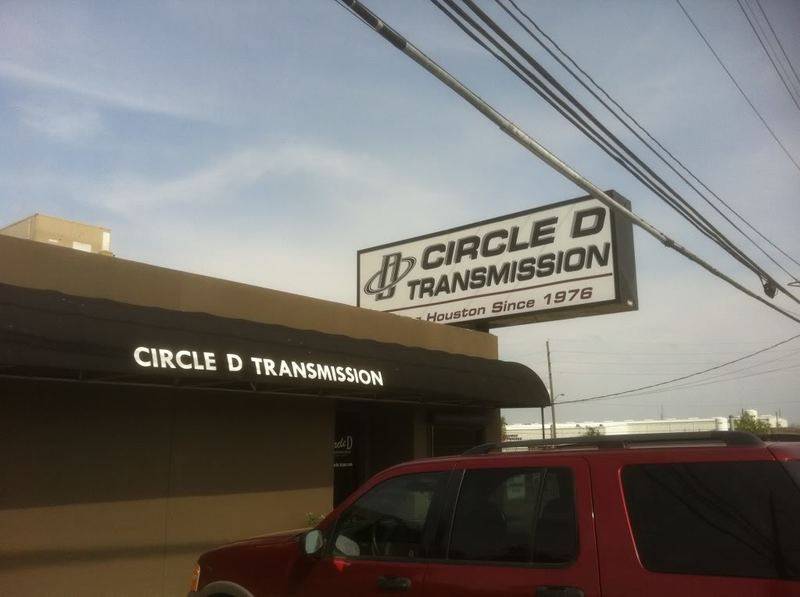 CIRCLE D
TRANSMISSION
Houston Since 1976
CIRCLE D TRANSMISSION